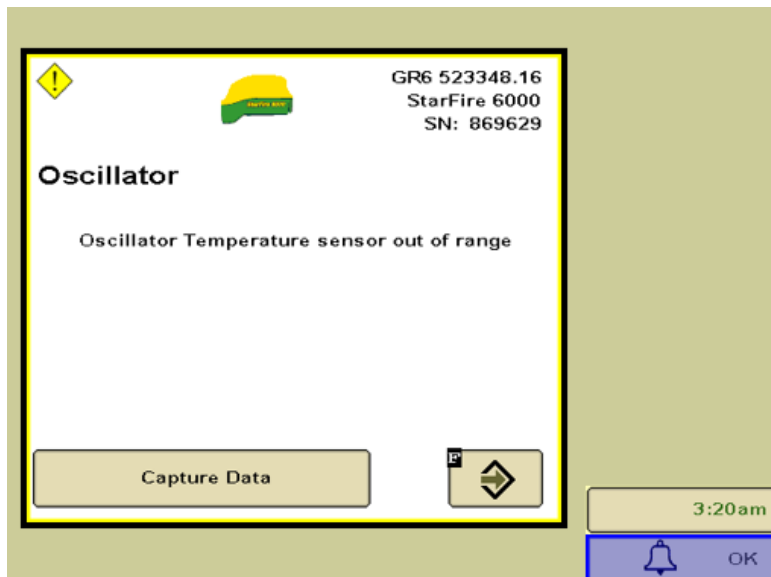 GR6 523348.16
StarFire 6000
SN: 869629
Oscillator
Oscillator Temperature sensor out of range
Capture Data
F
3:20am
OK